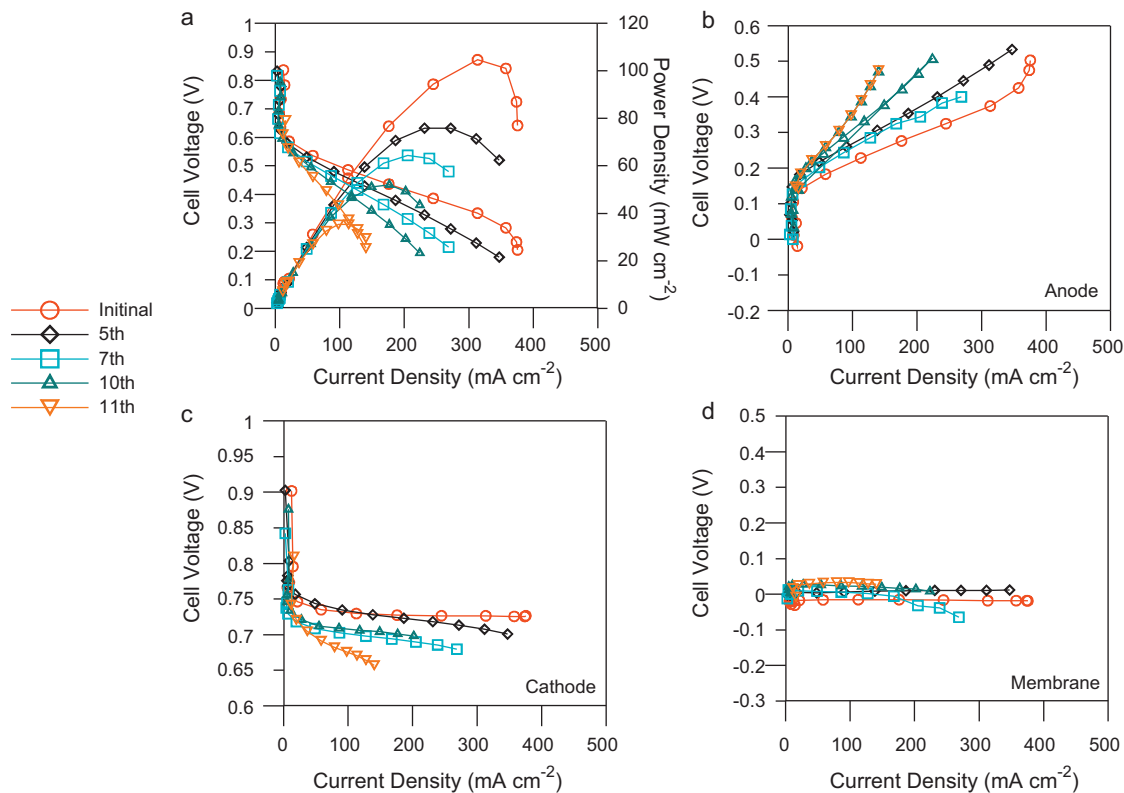 a
1
0.9
0.8
0.7
0.6
0.5
0.4
0.3
0.2
0.1
0
Cell Voltage (V)
120
100
80
60
40
20
0
Power Density (mW cm-2)
0 100 200 300 400 500
Current Density (mA cm-2)
b
0.6
0.5
0.4
0.3
0.2
0.1
0
-0.1
-0.2
Cell Voltage (V)
Anode
0 100 200 300 400 500
Current Density (mA cm-2)
Initinal
5th
7th
10th
11th
c
1
0.95
0.9
0.85
0.8
0.75
0.7
0.65
0.6
Cell Voltage (V)
Cathode
0 100 200 300 400 500
Current Density (mA cm-2)
d
0.5
0.4
0.3
0.2
0.1
0
-0.1
-0.2
-0.3
Cell Voltage (V)
Membrane
0 100 200 300 400 500
Current Density (mA cm-2)